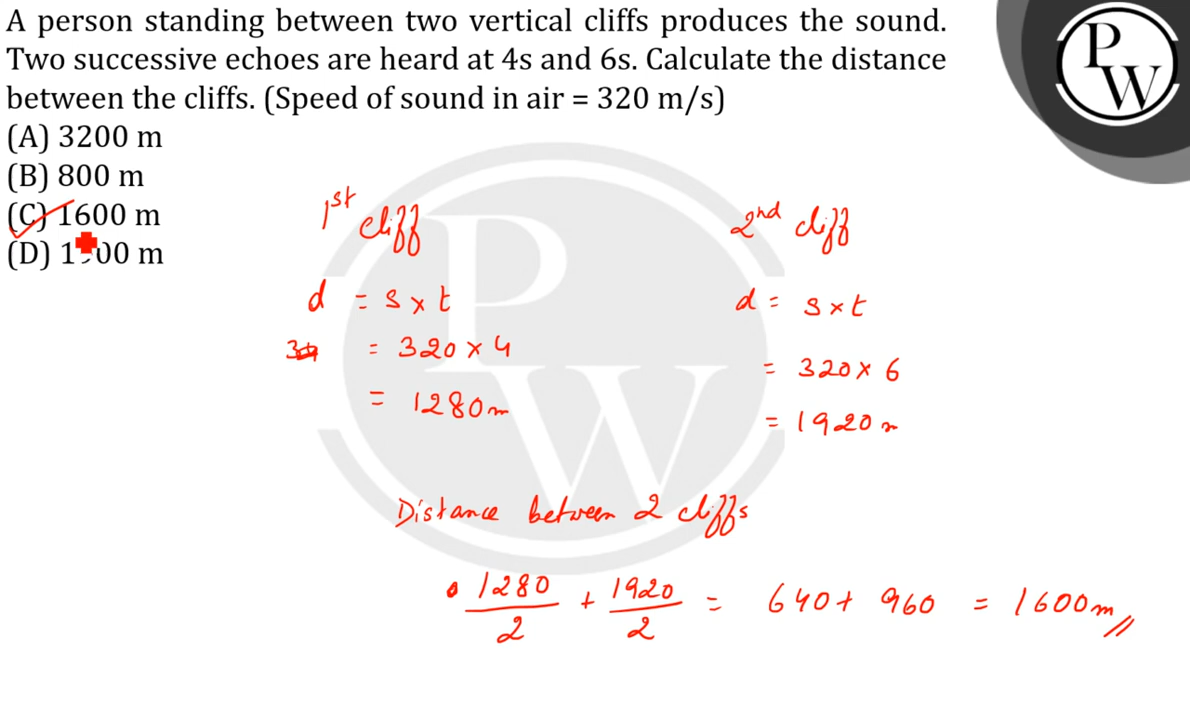 A person standing between two vertical cliffs produces the sound.
Two successive echoes are heard at 4s and 6s. Calculate the distance
between the cliffs. (Speed of sound in air = 320 m/s)
(A) 3200 m
(B) 800 m
(C) 1600 m
(D) 1 00 m
P
W
1st cliff
d = s × t
= 320 × 4
= 1280m
2nd cliff
d = s × t
= 320 × 6
= 1920 m
Distance between 2 cliffs
1280/2 + 1920/2 = 640 + 960 = 1600m
P
W